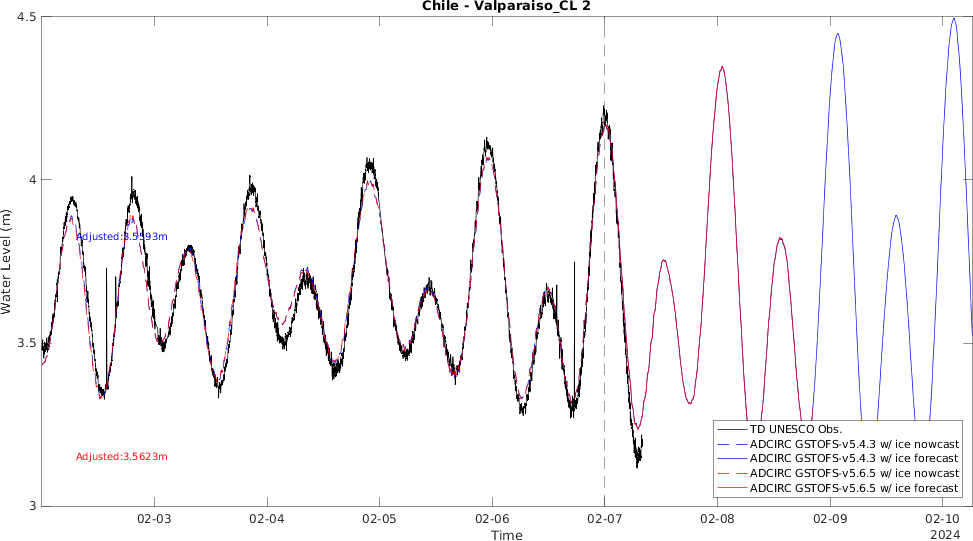 Chile - Valparaiso_CL 2
4.5
4
3.5
3
Water Level (m)
Adjusted:3.5593m
Adjusted:3.5623m
TD UNESCO Obs.
ADCIRC GSTOFS-v5.4.3 w/ ice nowcast
ADCIRC GSTOFS-v5.4.3 w/ ice forecast
ADCIRC GSTOFS-v5.6.5 w/ ice nowcast
ADCIRC GSTOFS-v5.6.5 w/ ice forecast
02-03 02-04 02-05 02-06 02-07 02-08 02-09 02-10
Time
2024